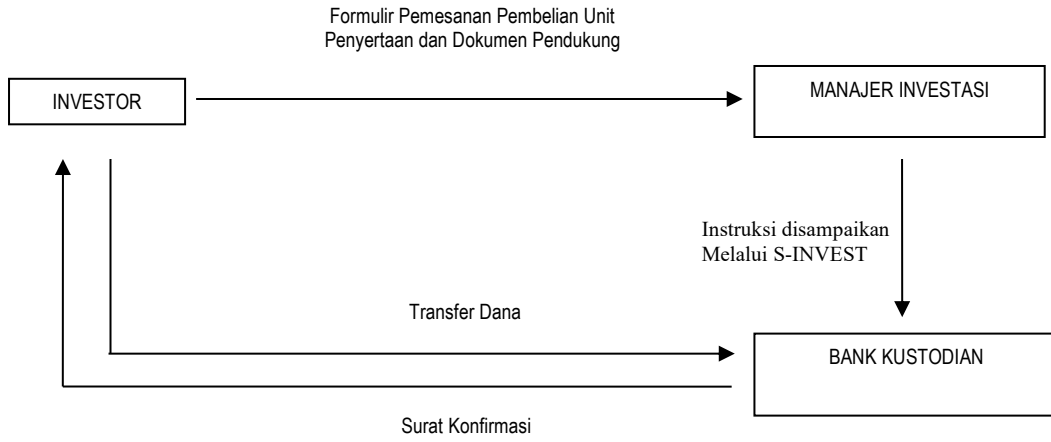 Formulir Pemesanan Pembelian Unit
Penyertaan dan Dokumen Pendukung
INVESTOR
MANAJER INVESTASI
Instruksi disampaikan
Melalui S-INVEST
Transfer Dana
BANK KUSTODIAN
Surat Konfirmasi